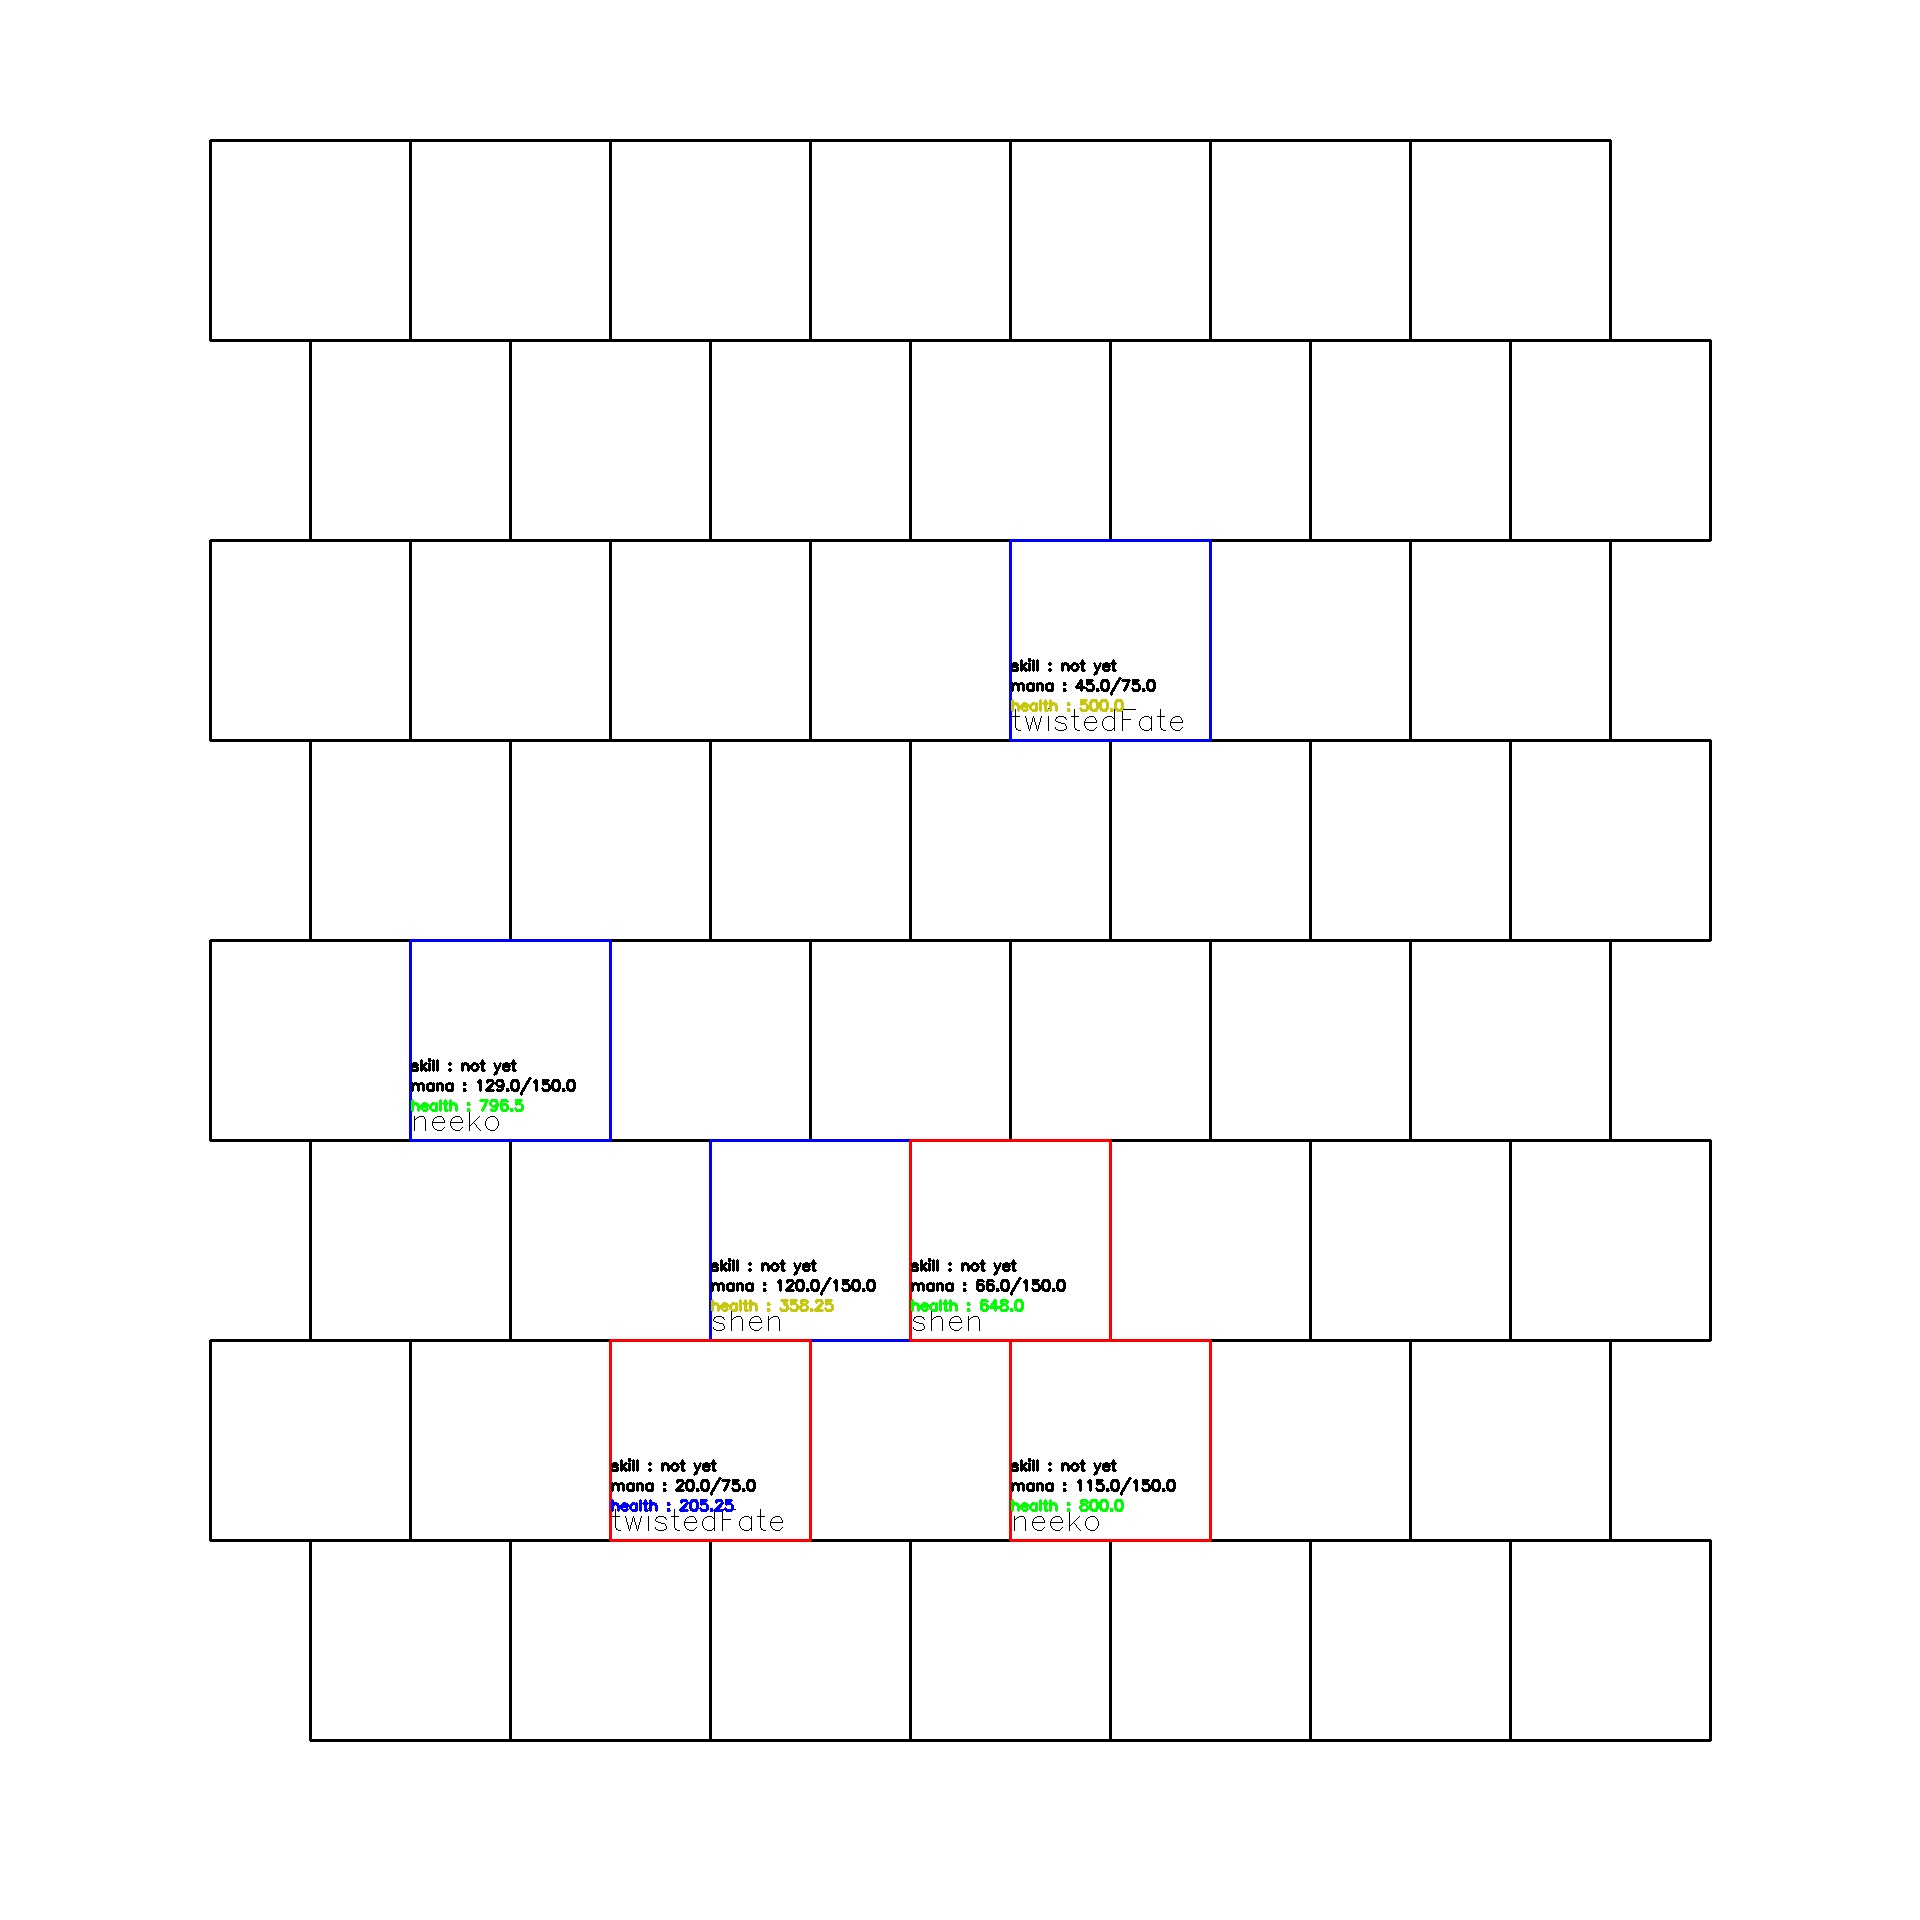 skill : not yet
mana : 45.0/75.0
health : 500.0
twistedFate
skill : not yet
mana : 129.0/150.0
health : 796.5
neeko
skill : not yet
mana : 120.0/150.0
health : 358.25
shen
skill : not yet
mana : 66.0/150.0
health : 648.0
shen
skill : not yet
mana : 20.0/75.0
health : 205.25
twistedFate
skill : not yet
mana : 115.0/150.0
health : 800.0
neeko